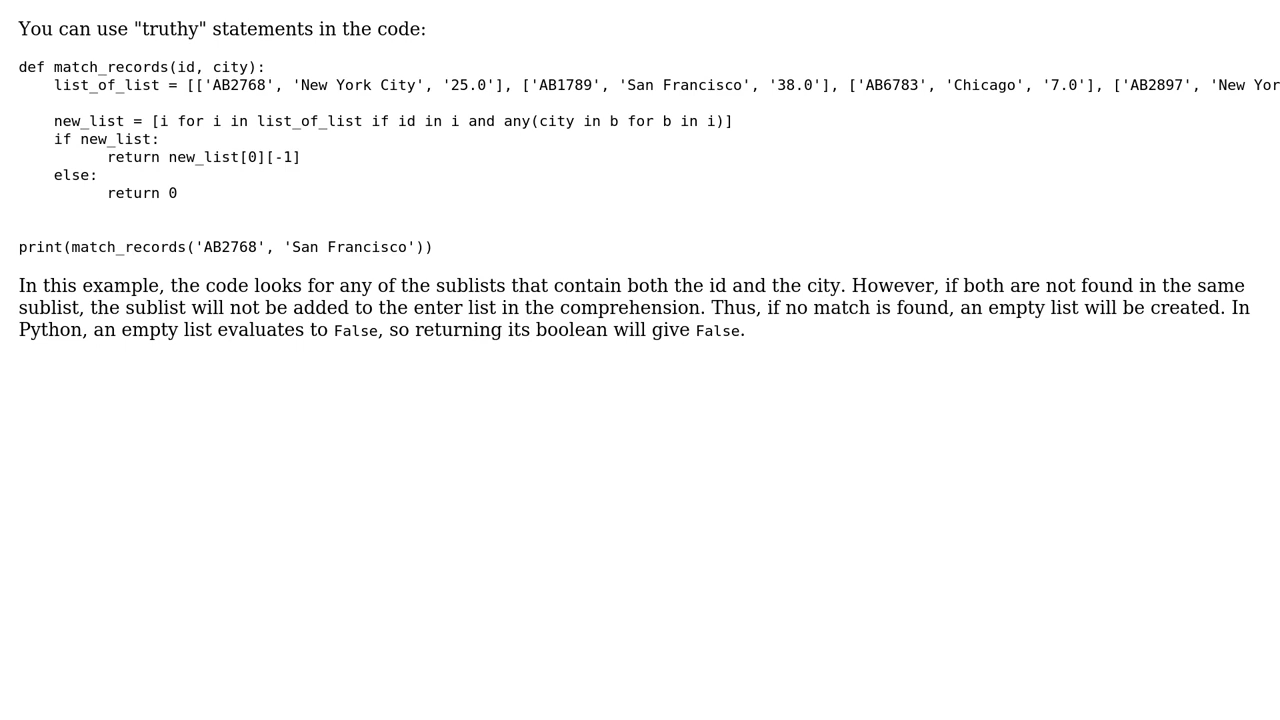 You can use "truthy" statements in the code:
def match_records(id, city):
    list_of_list = [['AB2768', 'New York City', '25.0'], ['AB1789', 'San Francisco', '38.0'], ['AB6783', 'Chicago', '7.0'], ['AB2897', 'New Yor
    new_list = [i for i in list_of_list if id in i and any(city in b for b in i)]
    if new_list:
          return new_list[0][-1]
    else:
          return 0
print(match_records('AB2768', 'San Francisco'))
In this example, the code looks for any of the sublists that contain both the id and the city. However, if both are not found in the same
sublist, the sublist will not be added to the enter list in the comprehension. Thus, if no match is found, an empty list will be created. In
Python, an empty list evaluates to False, so returning its boolean will give False.